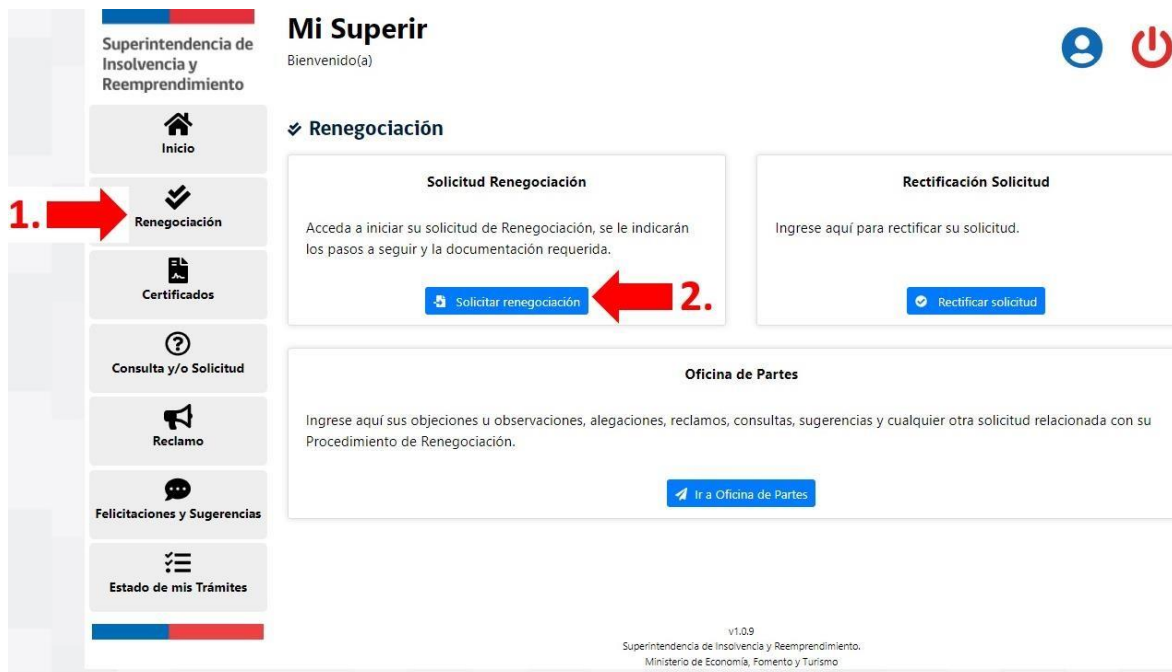 Superintendencia de
Insolvencia y
Reemprendimiento
Mi Superir
Bienvenido(a)
Inicio
1.
Renegociación
Certificados
Consulta y/o Solicitud
Reclamo
Felicitaciones y Sugerencias
Estado de mis Trámites
Renegociación
Solicitud Renegociación
Acceda a iniciar su solicitud de Renegociación, se le indicarán
los pasos a seguir y la documentación requerida.
Solicitar renegociación
2.
Rectificación Solicitud
Ingrese aquí para rectificar su solicitud.
Rectificar solicitud
Oficina de Partes
Ingrese aquí sus objeciones u observaciones, alegaciones, reclamos, consultas, sugerencias y cualquier otra solicitud relacionada con su
Procedimiento de Renegociación.
Ir a Oficina de Partes
v1.0.9
Superintendencia de Insolvencia y Reemprendimiento.
Ministerio de Economía, Fomento y Turismo